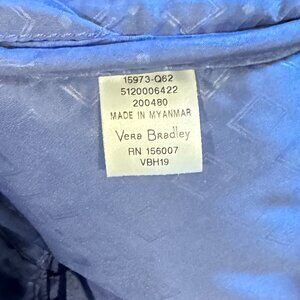 15973-Q62
5120006422
200480
MADE IN MYANMAR
Vera Bradley
RN 156007
VBH19